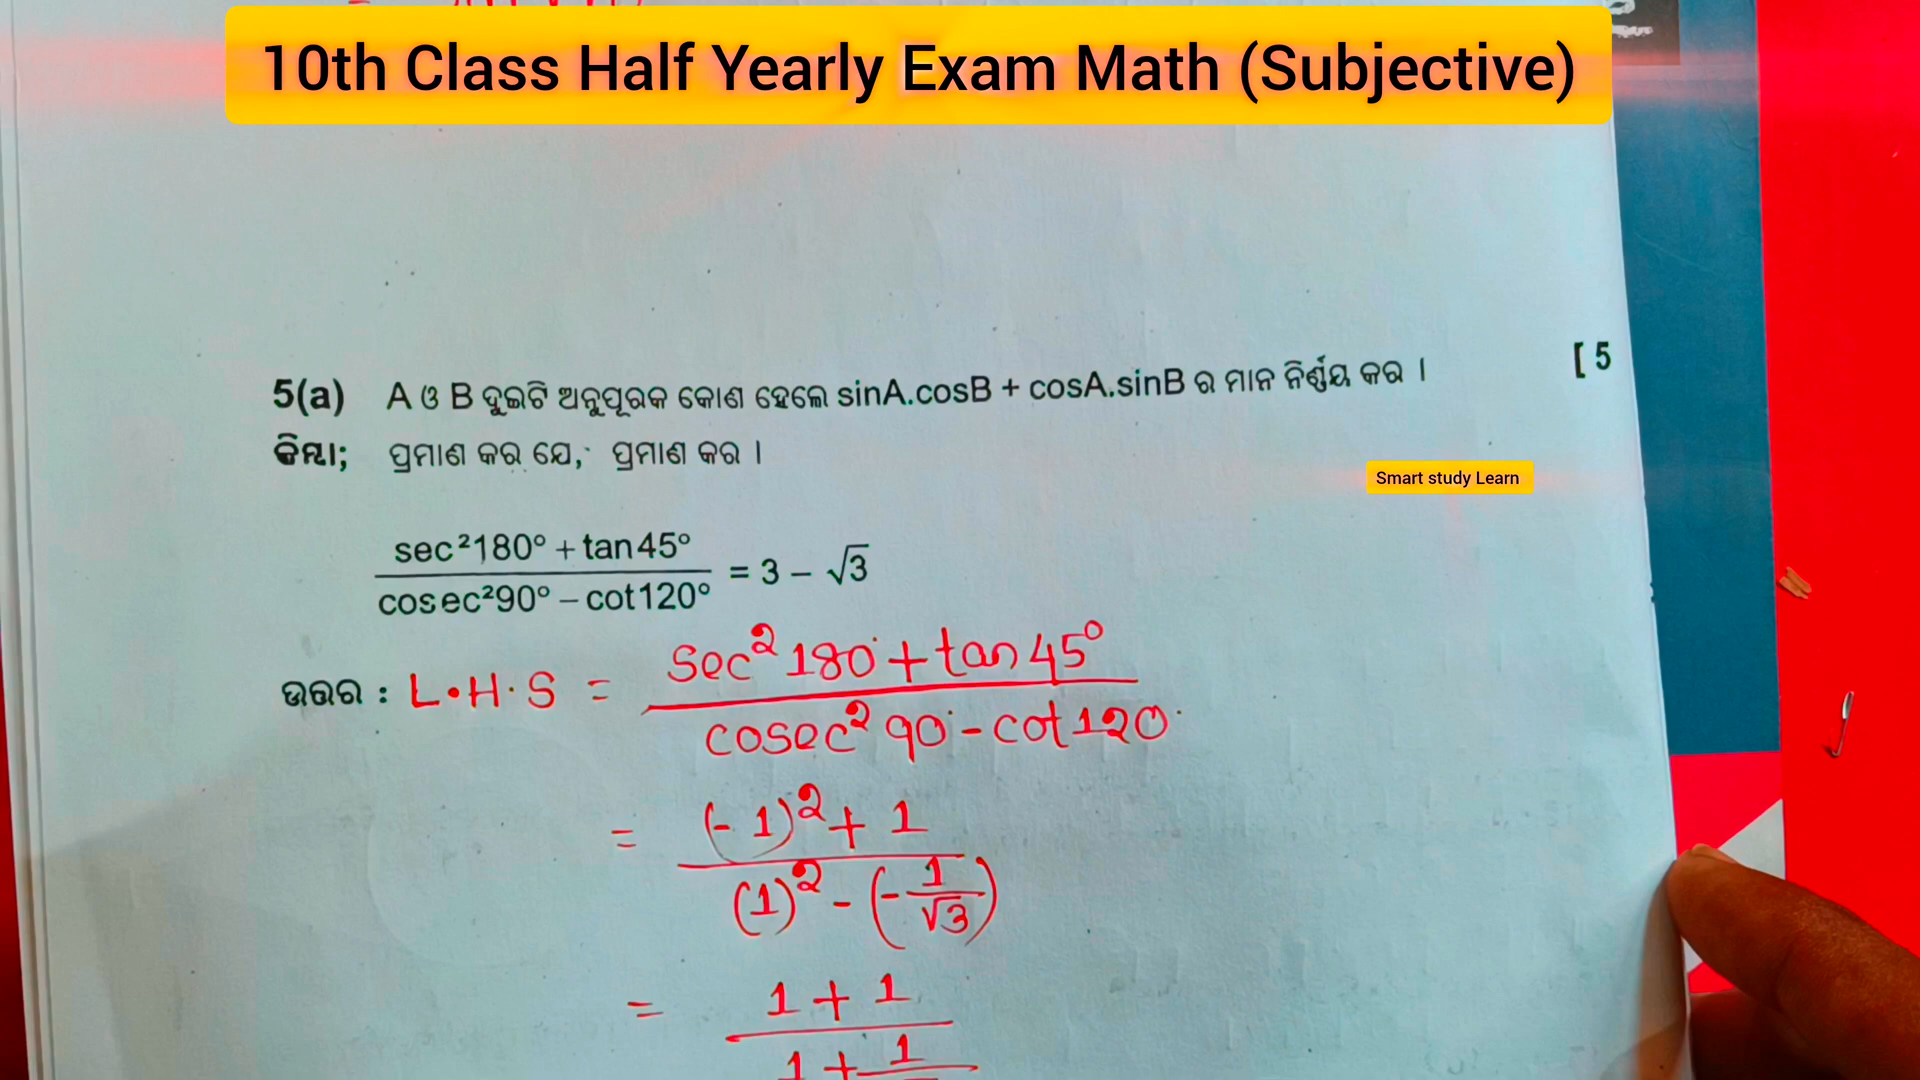 10th Class Half Yearly Exam Math (Subjective)
5(a) A ଓ B ଦୁଇଟି ଅନୁପୂରକ କୋଣ ହେଲେ sinA.cosB + cosA.sinB ର ମାନ ନିର୍ଣ୍ଣୟ କର । [ 5
କିମ୍ବା; ପ୍ରମାଣ କର ଯେ, ପ୍ରମାଣ କର ।
Smart study Learn
sec²180° + tan45°
cosec²90° – cot120°
= 3 – √3
ଉତ୍ତର : L.H.S = sec² 180° + tan 45°
cosec² 90° - cot 120°
= (-1)² + 1
(1)² - (-1/√3)
= 1 + 1
1 + 1